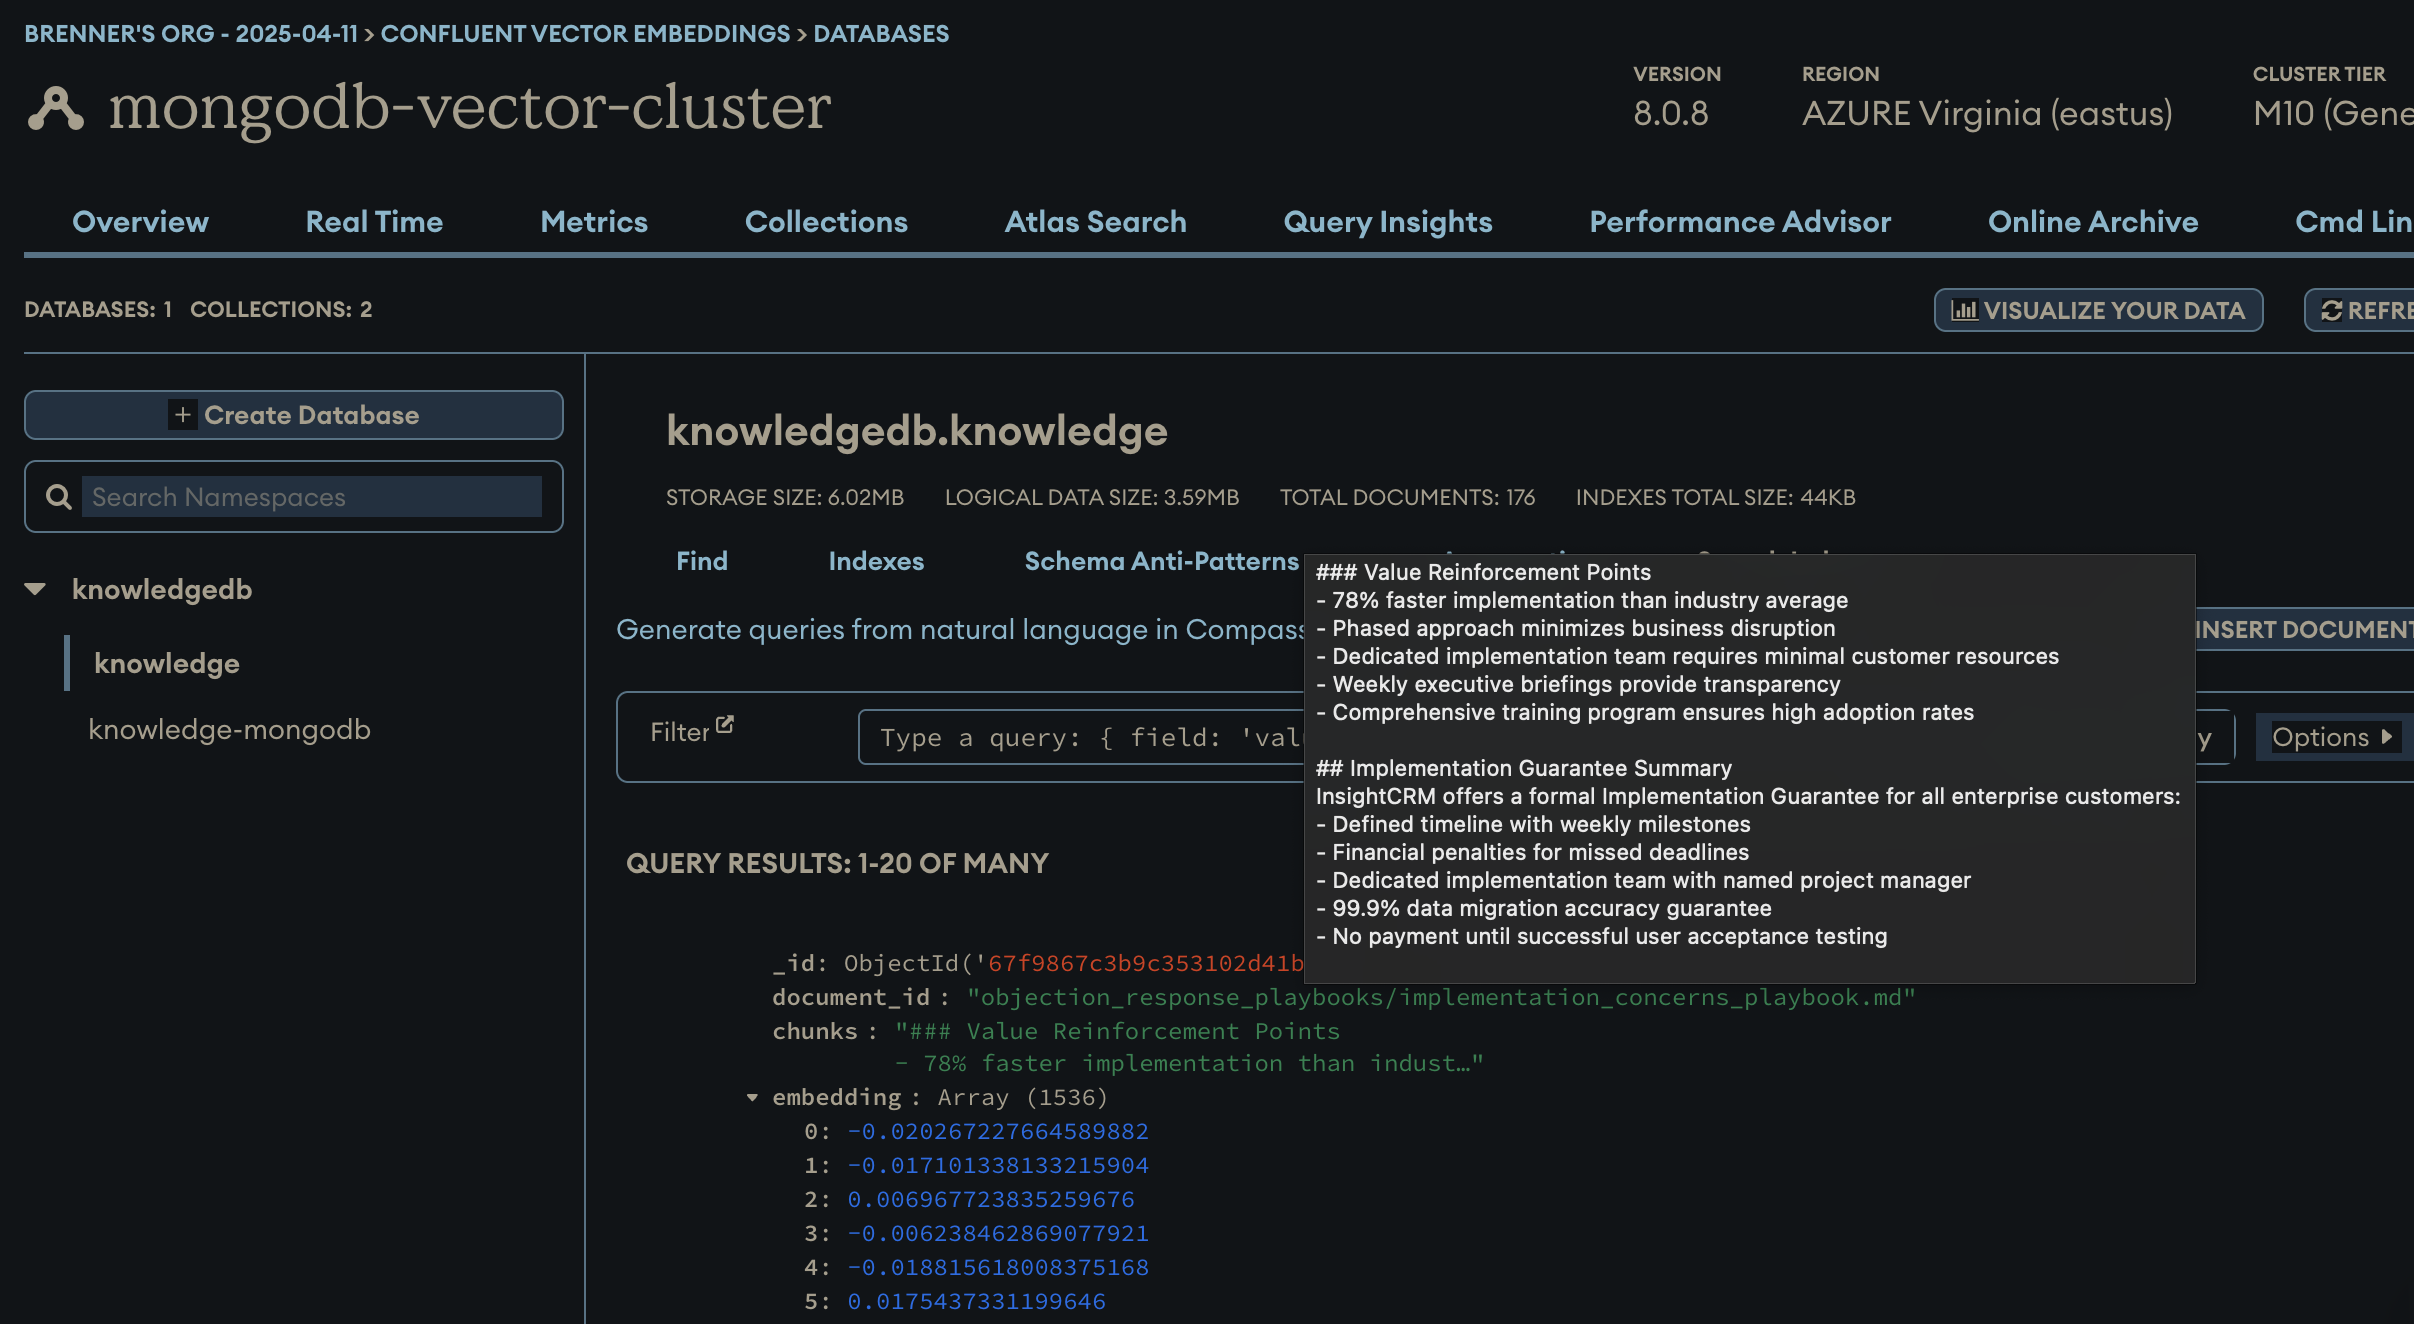 BRENNER'S ORG - 2025-04-11 > CONFLUENT VECTOR EMBEDDINGS > DATABASES
mongodb-vector-cluster
VERSION
8.0.8
REGION
AZURE Virginia (eastus)
CLUSTER TIER
M10 (Gene
Overview Real Time Metrics Collections Atlas Search Query Insights Performance Advisor Online Archive Cmd Lin
DATABASES: 1 COLLECTIONS: 2
VISUALIZE YOUR DATA
REFRE
+ Create Database
Search Namespaces
knowledgedb
knowledge
knowledge-mongodb
knowledgedb.knowledge
STORAGE SIZE: 6.02MB LOGICAL DATA SIZE: 3.59MB TOTAL DOCUMENTS: 176 INDEXES TOTAL SIZE: 44KB
Find Indexes Schema Anti-Patterns
Generate queries from natural language in Compass
INSERT DOCUMENT
Filter
Type a query: { field: 'valu
y
Options
### Value Reinforcement Points
- 78% faster implementation than industry average
- Phased approach minimizes business disruption
- Dedicated implementation team requires minimal customer resources
- Weekly executive briefings provide transparency
- Comprehensive training program ensures high adoption rates
## Implementation Guarantee Summary
InsightCRM offers a formal Implementation Guarantee for all enterprise customers:
- Defined timeline with weekly milestones
- Financial penalties for missed deadlines
- Dedicated implementation team with named project manager
- 99.9% data migration accuracy guarantee
- No payment until successful user acceptance testing
QUERY RESULTS: 1-20 OF MANY
_id: ObjectId('67f9867c3b9c353102d41b
document_id : "objection_response_playbooks/implementation_concerns_playbook.md"
chunks : "### Value Reinforcement Points
- 78% faster implementation than indust…"
embedding : Array (1536)
0: -0.020267227664589882
1: -0.017101338133215904
2: 0.006967723835259676
3: -0.006238462869077921
4: -0.018815618008375168
5: 0.0175437331199646